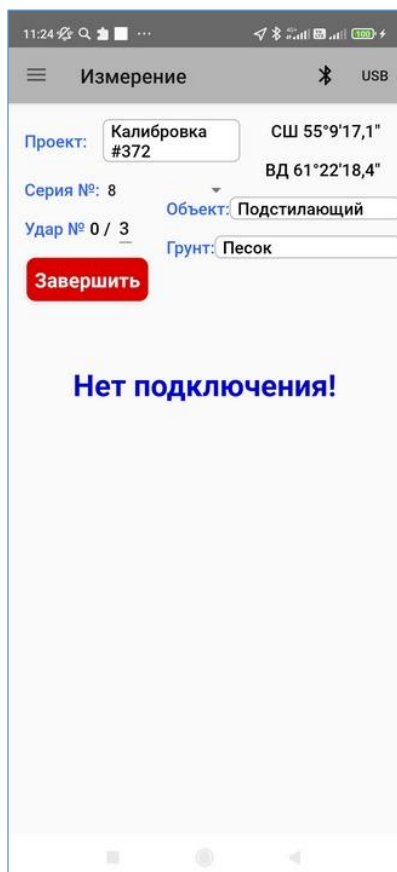 11:24
100
Измерение
USB
Проект:
Калибровка
#372
СШ 55°9'17,1"
ВД 61°22'18,4"
Серия №: 8
Объект: Подстилающий
Удар № 0 / 3
Грунт: Песок
Завершить
Нет подключения!